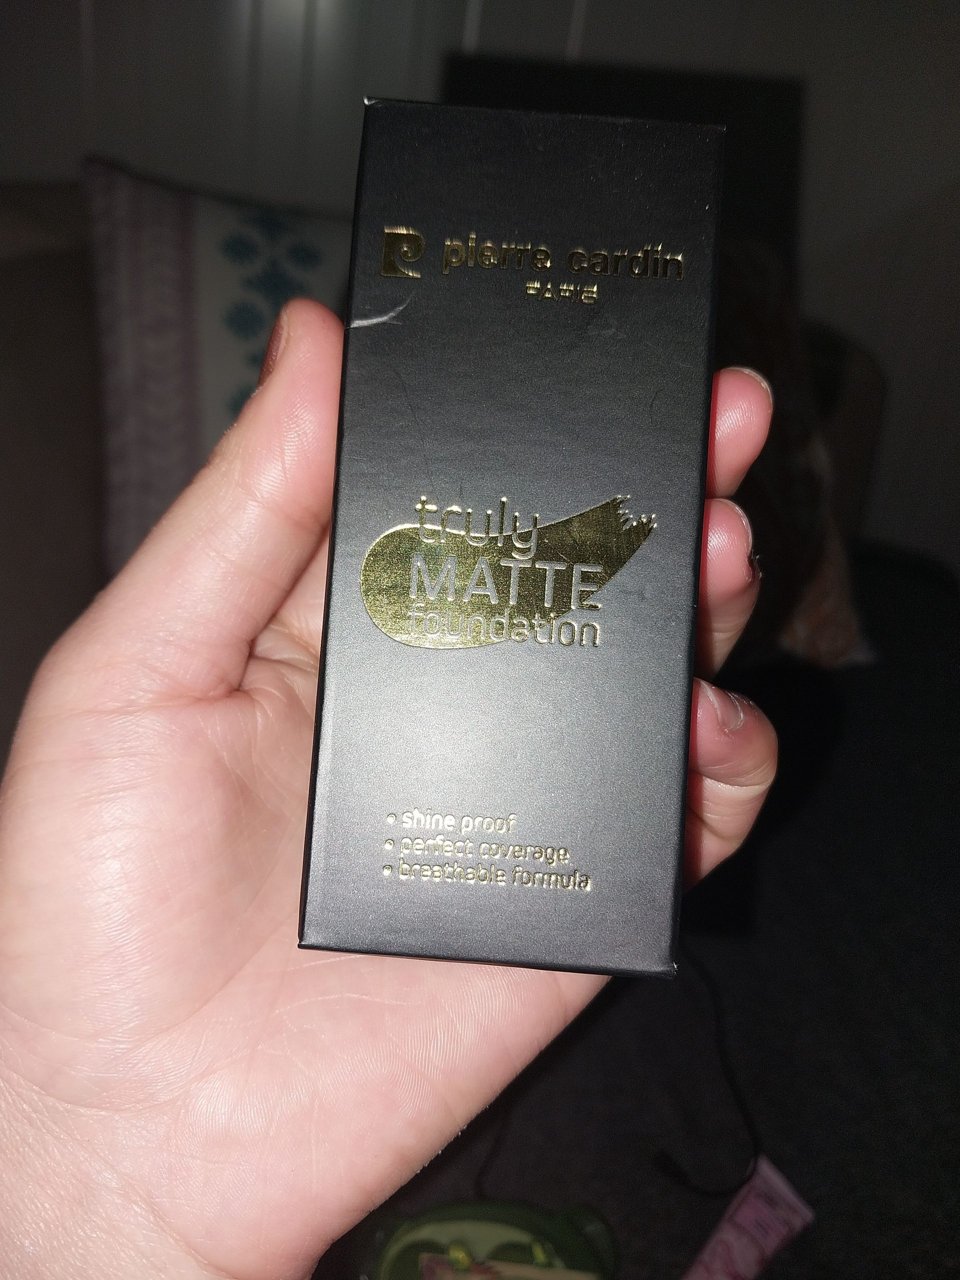 pierre cardin
PARIS
truly
MATTE
foundation
• shine proof
• perfect coverage
• breathable formula